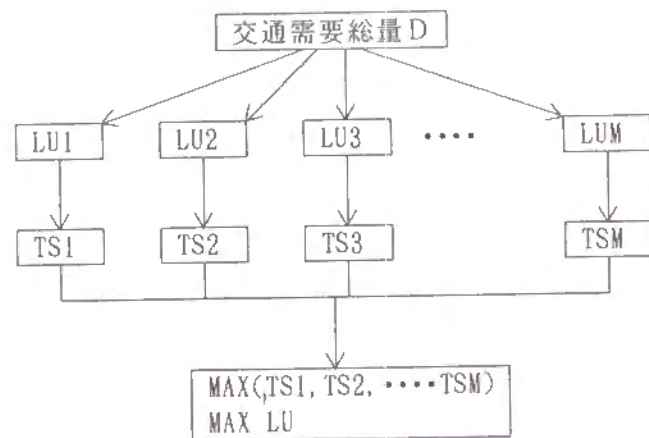 交通需要総量D
LU1 LU2 LU3 ‥‥ LUM
TS1 TS2 TS3 TSM
MAX(TS1, TS2, ‥‥TSM)
MAX LU